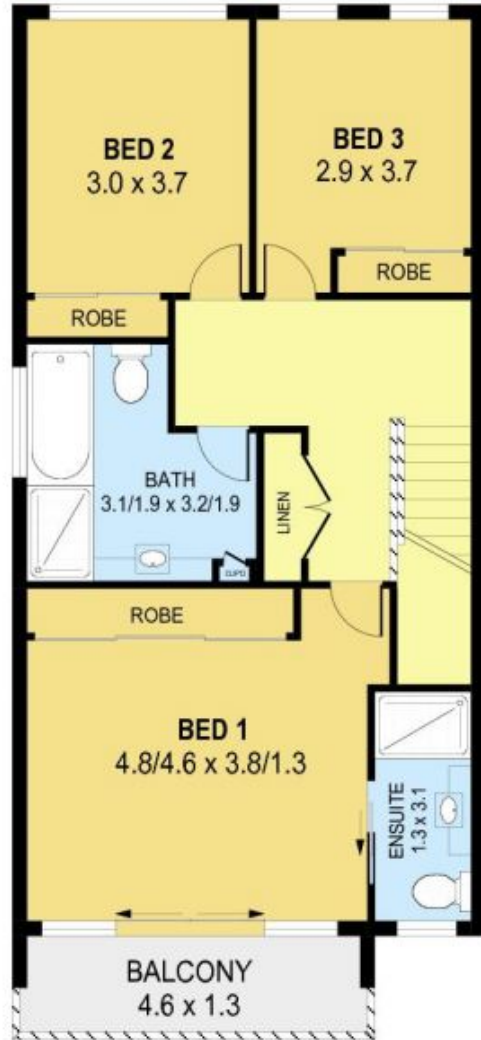 BED 2
3.0 x 3.7
BED 3
2.9 x 3.7
ROBE
ROBE
BATH
3.1/1.9 x 3.2/1.9
LINEN
CUPD
ROBE
BED 1
4.8/4.6 x 3.8/1.3
ENSUITE
1.3 x 3.1
BALCONY
4.6 x 1.3